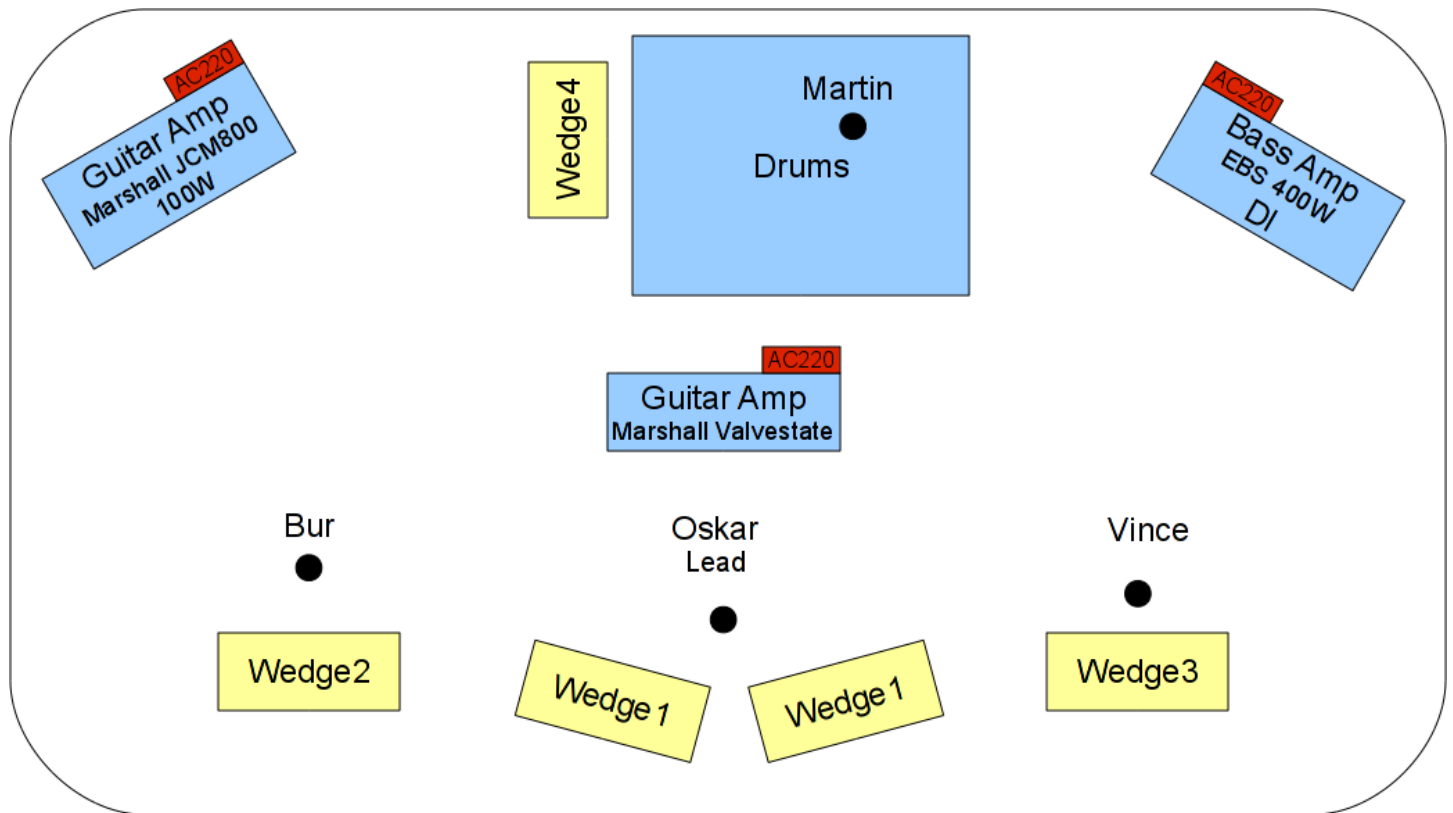 AC220
Guitar Amp
Marshall JCM800
100W
Wedge4
Martin
Drums
AC220
Bass Amp
EBS 400W
DI
AC220
Guitar Amp
Marshall Valvestate
Bur
Oskar
Lead
Vince
Wedge2
Wedge1
Wedge1
Wedge3